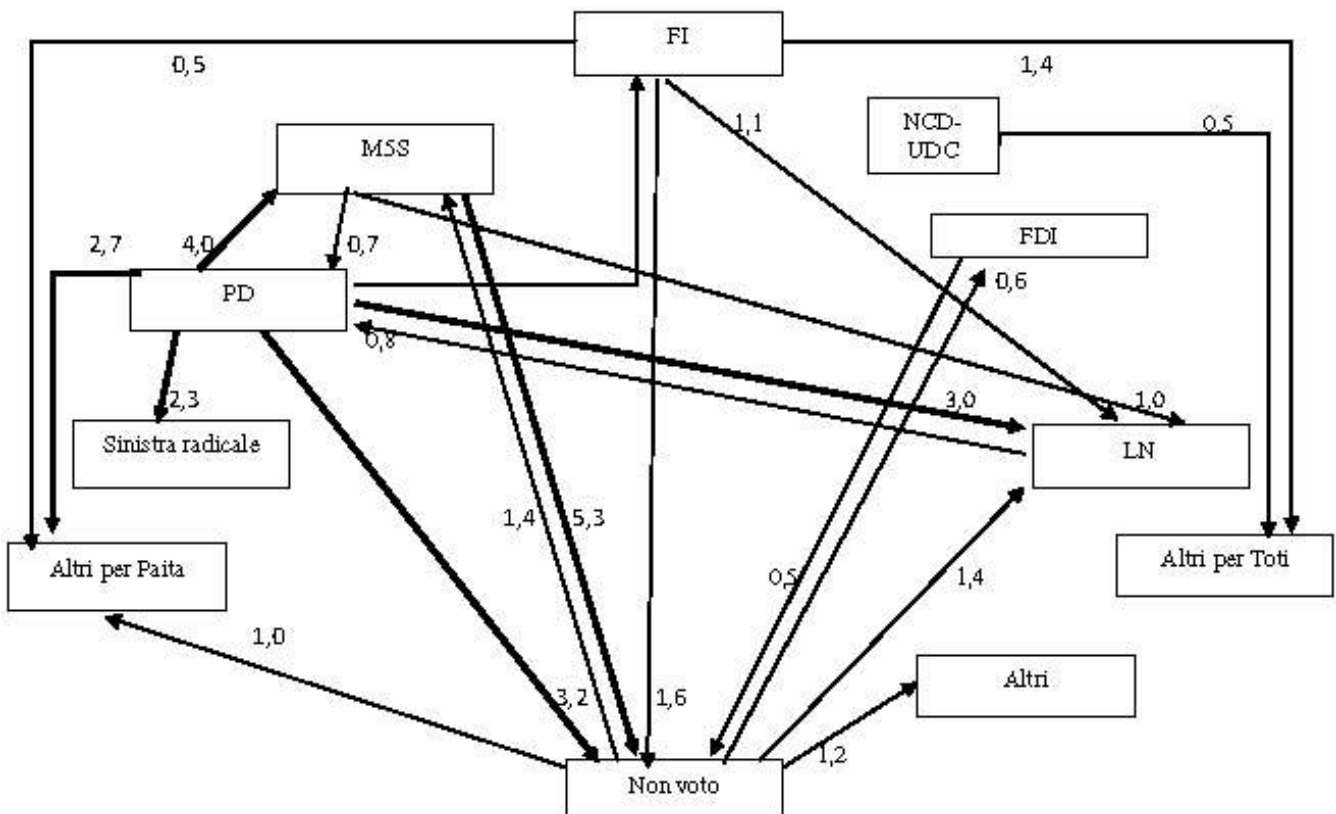 FI
0,5
1,4
NCD-
UDC
1,1
0,5
M5S
FDI
2,7
4,0
0,7
0,6
PD
0,8
2,3
3,0
1,0
Sinistra radicale
LN
1,4
5,3
Altri per Paita
Altri per Toti
0,5
1,4
1,0
Altri
3,2
1,6
1,2
Non voto